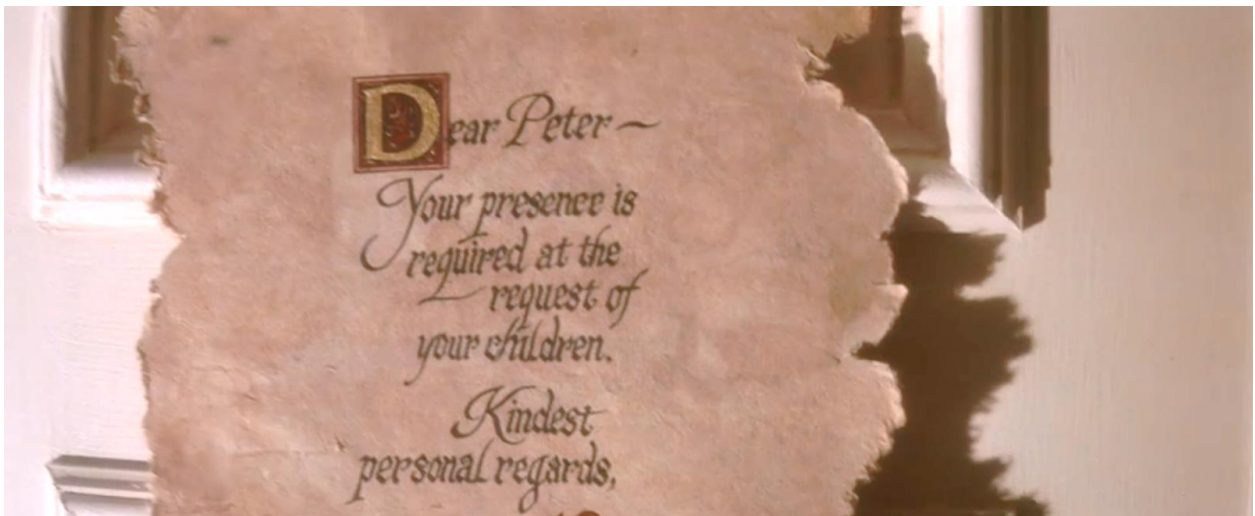 Dear Peter ~
Your presence is
required at the
request of
your children.
Kindest
personal regards,